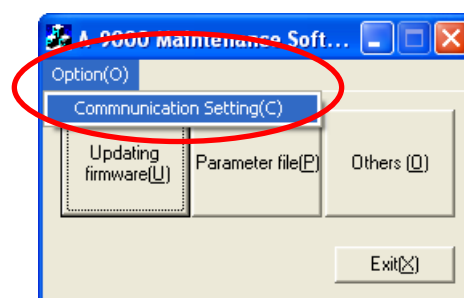 A-9000 Maintenance Soft...
Option(O)
Commnunication Setting(C)
Updating
firmware(U)
Parameter file(P)
Others (O)
Exit(X)